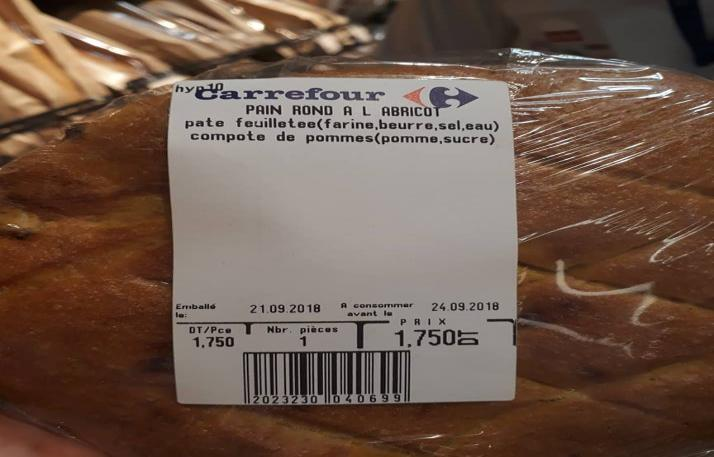 hyp10
Carrefour
PAIN ROND A L ABRICOT
pate feuilletee(farine,beurre,sel,eau)
compote de pommes(pomme,sucre)
Emballé le: 21.09.2018 A consommer avant le 24.09.2018
DT/Pce Nbr. pièces PRIX
1,750 1 1,750DT
2023230 040699